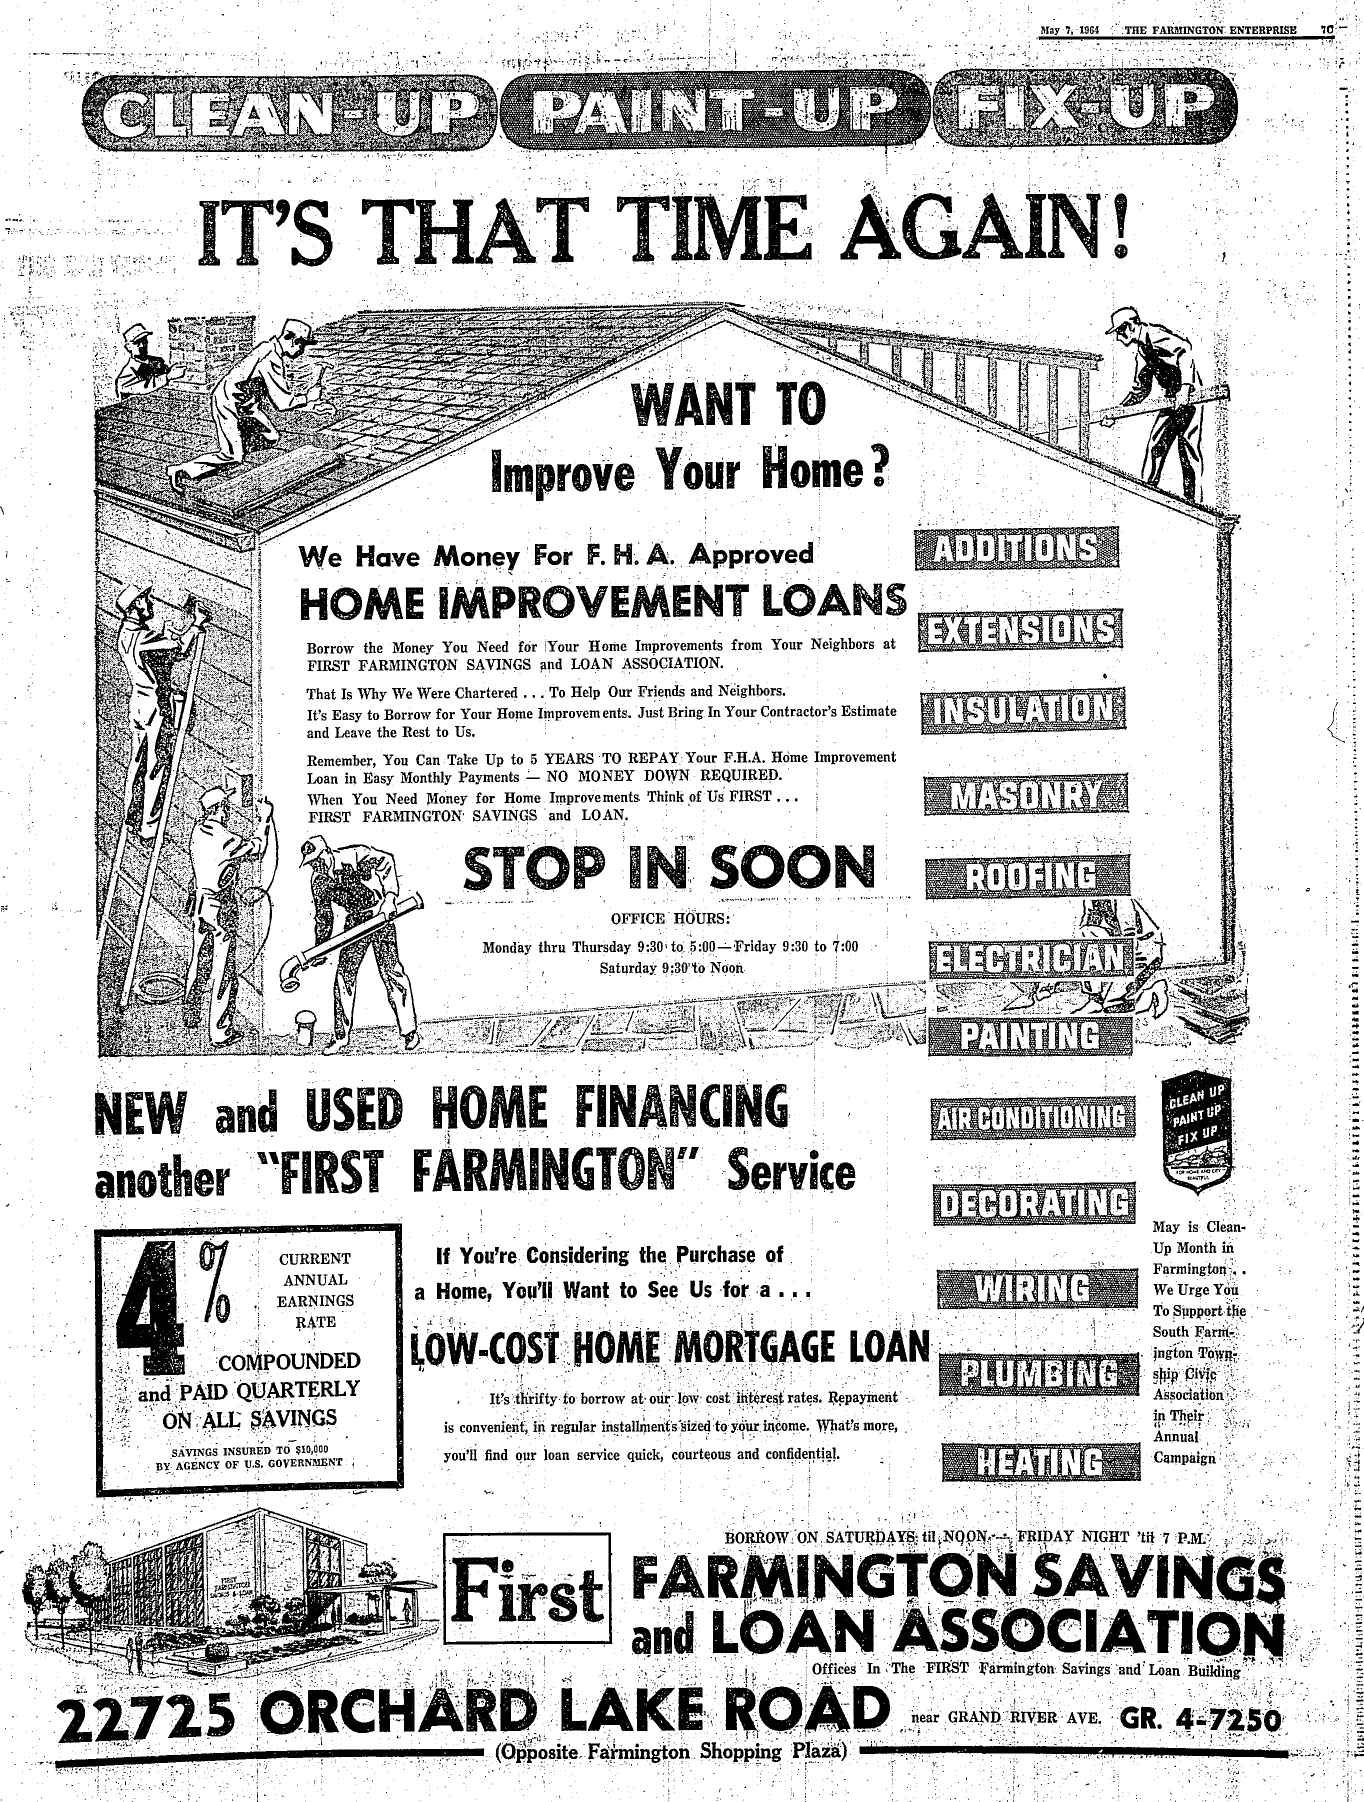 May 7, 1964 THE FARMINGTON ENTERPRISE 7C
CLEAN-UP PAINT-UP FIX-UP
IT'S THAT TIME AGAIN!
WANT TO
Improve Your Home?
We Have Money For F. H. A. Approved
HOME IMPROVEMENT LOANS
Borrow the Money You Need for Your Home Improvements from Your Neighbors at
FIRST FARMINGTON SAVINGS and LOAN ASSOCIATION.
That Is Why We Were Chartered . . . To Help Our Friends and Neighbors.
It's Easy to Borrow for Your Home Improvements. Just Bring In Your Contractor's Estimate
and Leave the Rest to Us.
Remember, You Can Take Up to 5 YEARS TO REPAY Your F.H.A. Home Improvement
Loan in Easy Monthly Payments — NO MONEY DOWN REQUIRED.
When You Need Money for Home Improvements Think of Us FIRST . . .
FIRST FARMINGTON SAVINGS and LOAN.
STOP IN SOON
OFFICE HOURS:
Monday thru Thursday 9:30 to 5:00—Friday 9:30 to 7:00
Saturday 9:30 to Noon
ADDITIONS
EXTENSIONS
INSULATION
MASONRY
ROOFING
ELECTRICIAN
PAINTING
AIR CONDITIONING
DECORATING
WIRING
PLUMBING
HEATING
NEW and USED HOME FINANCING
another "FIRST FARMINGTON" Service
CLEAN UP
PAINT UP
FIX UP
FOR HOME AND CITY
BEAUTIFUL
May is Clean-
Up Month in
Farmington . .
We Urge You
To Support the
South Farm-
ington Town-
ship Civic
Association
in Their
Annual
Campaign
4%
CURRENT
ANNUAL
EARNINGS
RATE
COMPOUNDED
and PAID QUARTERLY
ON ALL SAVINGS
SAVINGS INSURED TO $10,000
BY AGENCY OF U.S. GOVERNMENT
If You're Considering the Purchase of
a Home, You'll Want to See Us for a . . .
LOW-COST HOME MORTGAGE LOAN
It's thrifty to borrow at our low cost interest rates. Repayment
is convenient, in regular installments sized to your income. What's more,
you'll find our loan service quick, courteous and confidential.
FIRST
FARMINGTON
SAVINGS & LOAN
BORROW ON SATURDAYS til NOON — FRIDAY NIGHT 'til 7 P.M.
First FARMINGTON SAVINGS
and LOAN ASSOCIATION
Offices In The FIRST Farmington Savings and Loan Building
22725 ORCHARD LAKE ROAD near GRAND RIVER AVE. GR. 4-7250
(Opposite Farmington Shopping Plaza)